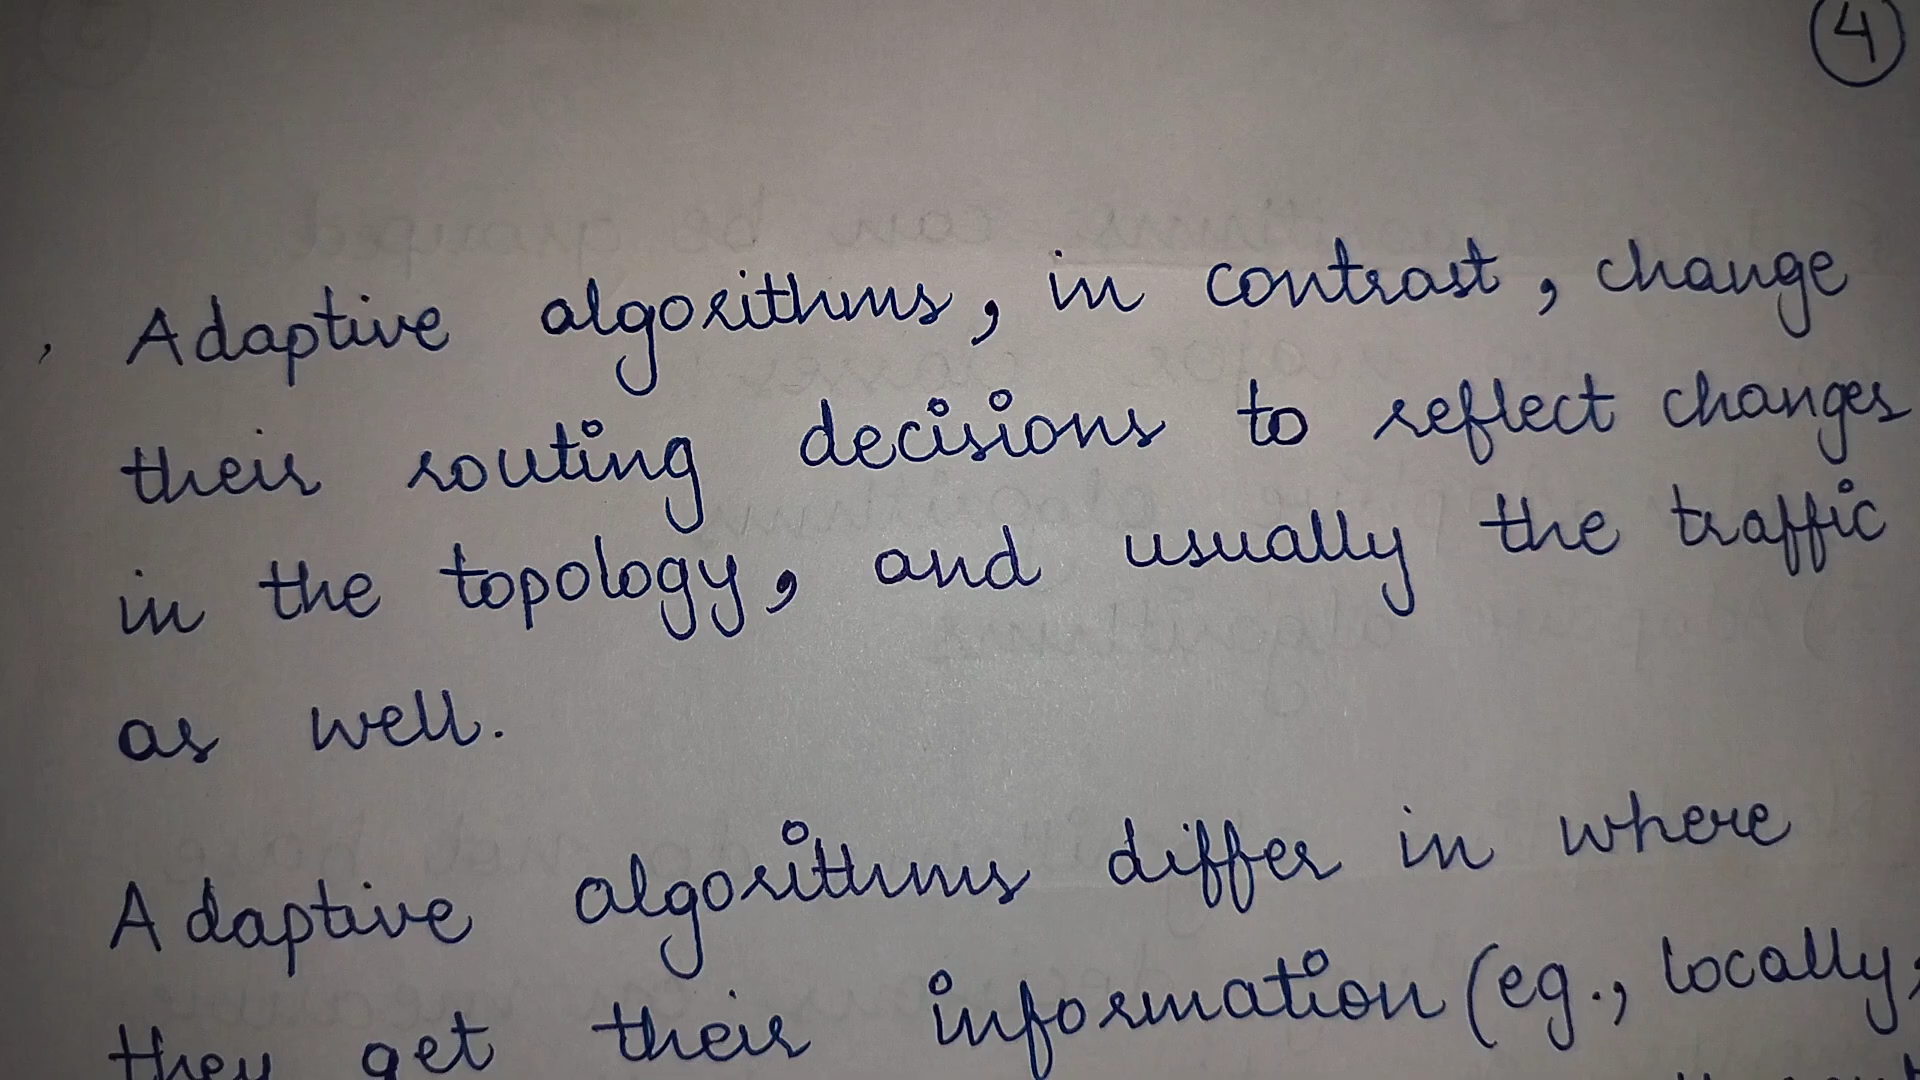 4
Adaptive algorithms, in contrast, change
their routing decisions to reflect changes
in the topology, and usually the traffic
as well.
Adaptive algorithms differ in where
they get their information (eg., locally,